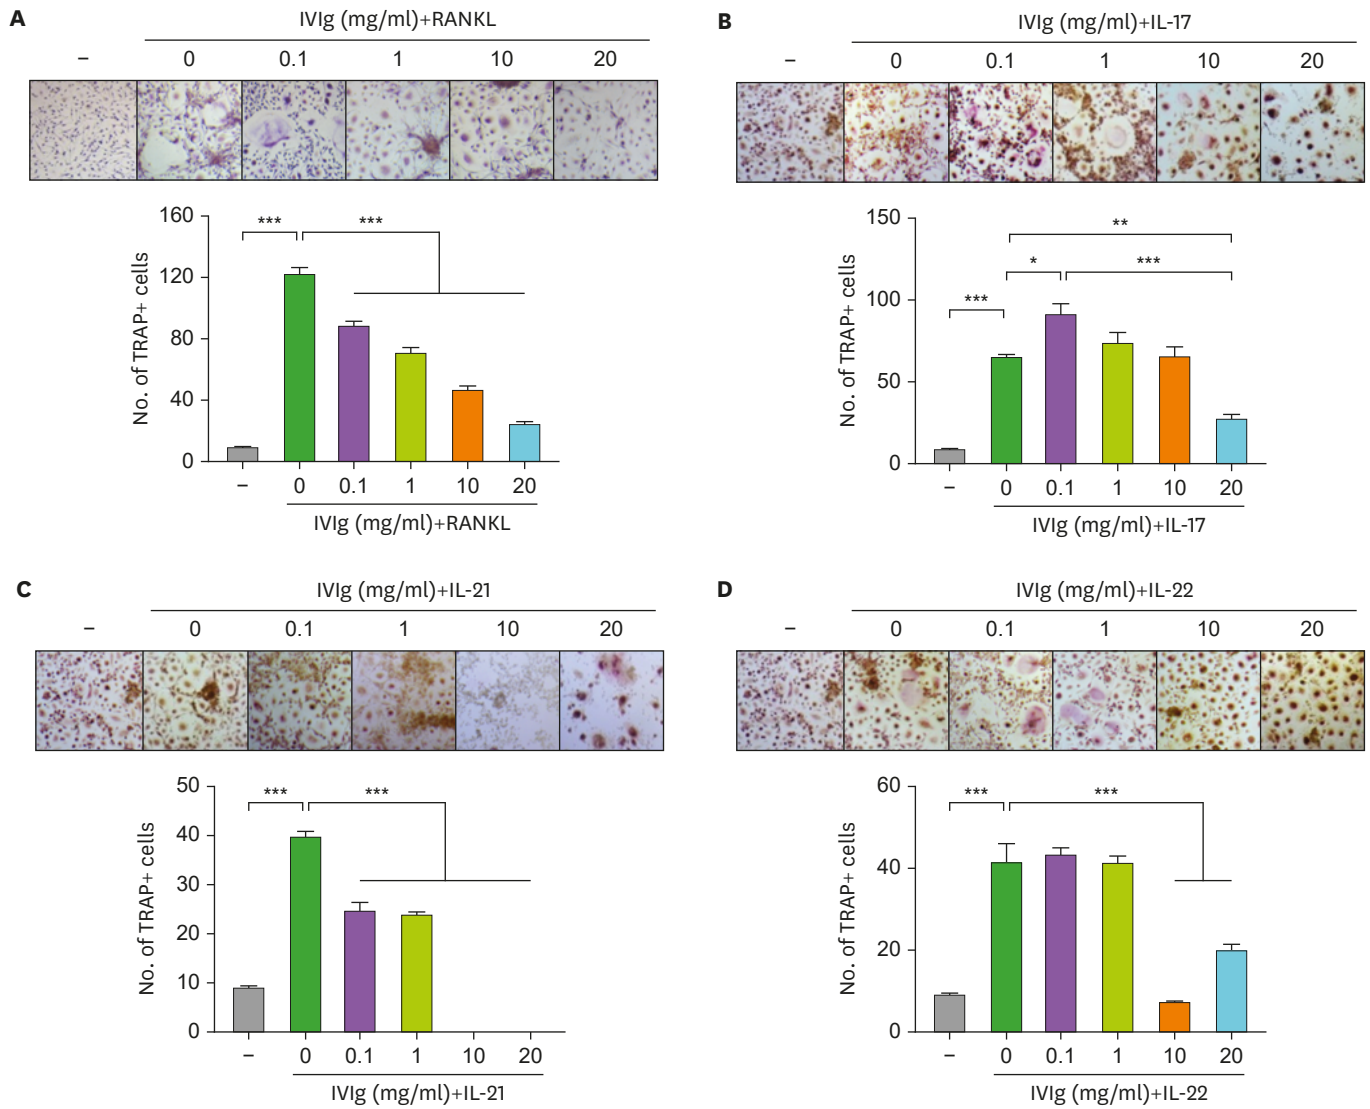 A
IVIg (mg/ml)+RANKL
– 0 0.1 1 10 20
160
120
80
40
0
No. of TRAP+ cells
*** ***
– 0 0.1 1 10 20
IVIg (mg/ml)+RANKL
B
IVIg (mg/ml)+IL-17
– 0 0.1 1 10 20
150
100
50
0
No. of TRAP+ cells
**
* ***
***
– 0 0.1 1 10 20
IVIg (mg/ml)+IL-17
C
IVIg (mg/ml)+IL-21
– 0 0.1 1 10 20
50
40
30
20
10
0
No. of TRAP+ cells
*** ***
– 0 0.1 1 10 20
IVIg (mg/ml)+IL-21
D
IVIg (mg/ml)+IL-22
– 0 0.1 1 10 20
60
40
20
0
No. of TRAP+ cells
*** ***
– 0 0.1 1 10 20
IVIg (mg/ml)+IL-22